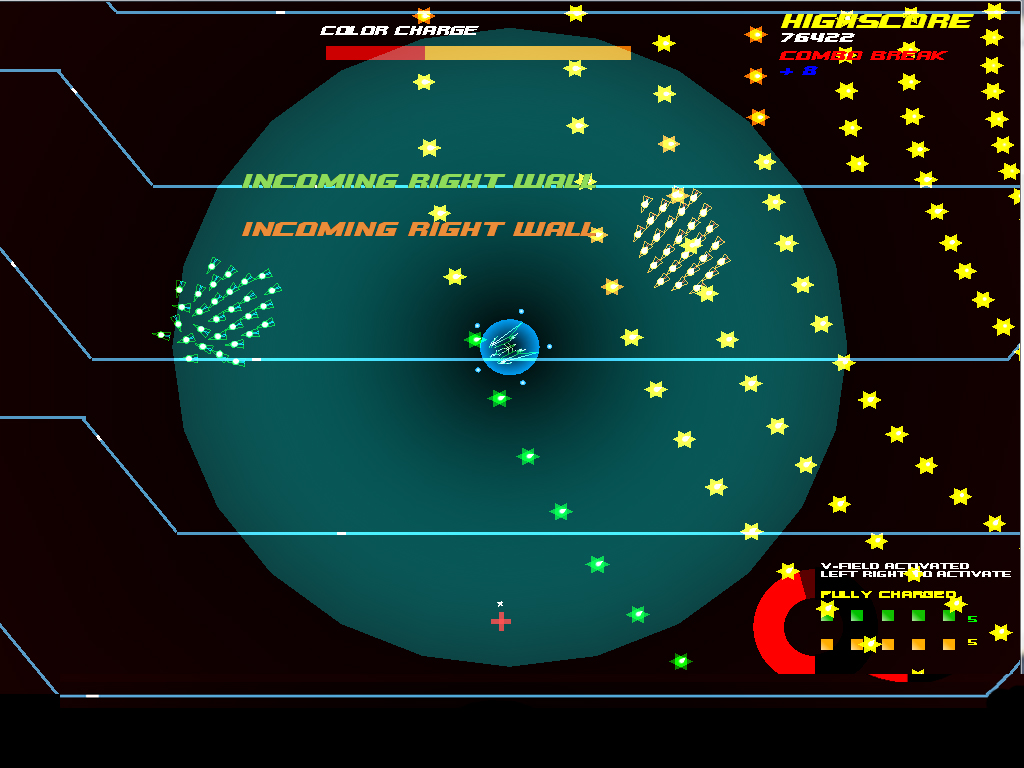 COLOR CHARGE
HIGHSCORE
76422
COMBO BREAK
+ 8
INCOMING RIGHT WALL
INCOMING RIGHT WALL
V-FIELD ACTIVATED
LEFT RIGHT TO ACTIVATE
FULLY CHARGED
5
5